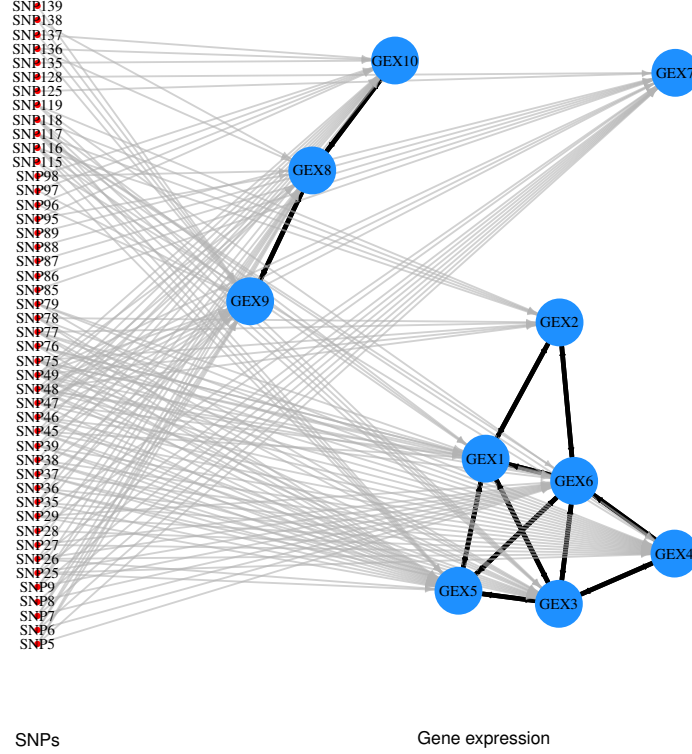 SNP139
SNP138
SNP137
SNP136
SNP135
SNP128
SNP125
SNP119
SNP118
SNP117
SNP116
SNP115
SNP98
SNP97
SNP96
SNP95
SNP89
SNP88
SNP87
SNP86
SNP85
SNP79
SNP78
SNP77
SNP76
SNP75
SNP49
SNP48
SNP47
SNP46
SNP45
SNP39
SNP38
SNP37
SNP36
SNP35
SNP29
SNP28
SNP27
SNP26
SNP25
SNP9
SNP8
SNP7
SNP6
SNP5
GEX10
GEX7
GEX8
GEX9
GEX2
GEX1
GEX6
GEX4
GEX5
GEX3
SNPs
Gene expression